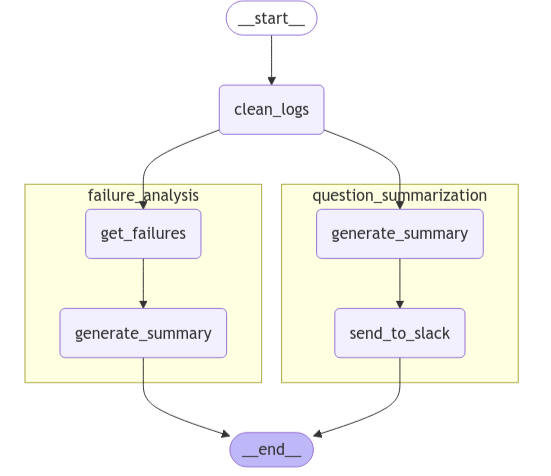 __start__
clean_logs
failure_analysis
question_summarization
get_failures
generate_summary
generate_summary
send_to_slack
__end__